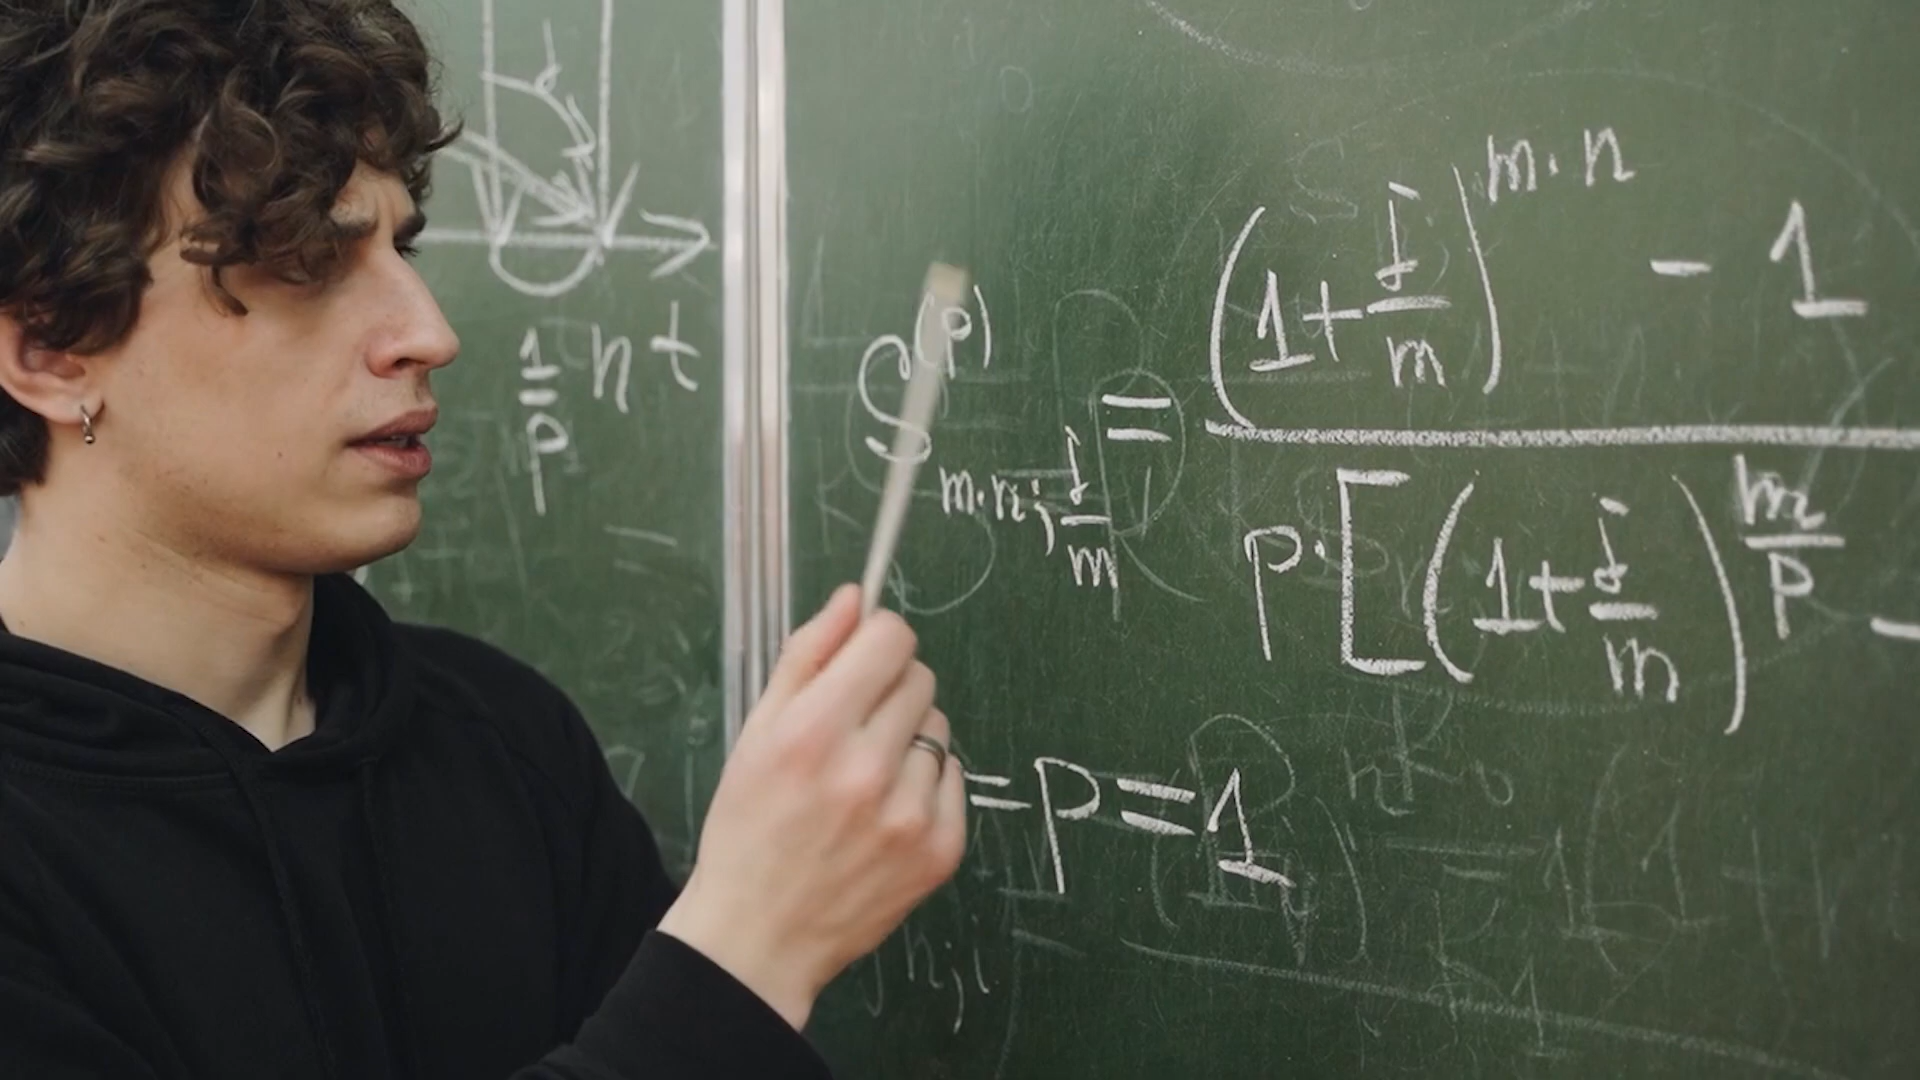 1/p n t
S^(p) m·n; j/m = (1 + j/m)^m·n - 1
p·[(1 + j/m)^m/p -
= p = 1